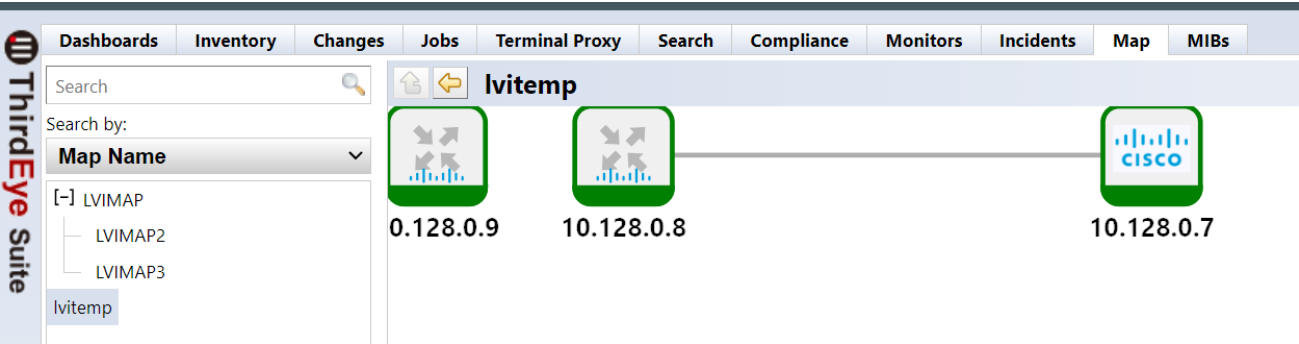 ThirdEye Suite
Dashboards Inventory Changes Jobs Terminal Proxy Search Compliance Monitors Incidents Map MIBs
Search
lvitemp
Search by:
Map Name
[-] LVIMAP
LVIMAP2
LVIMAP3
lvitemp
CISCO
0.128.0.9 10.128.0.8 10.128.0.7